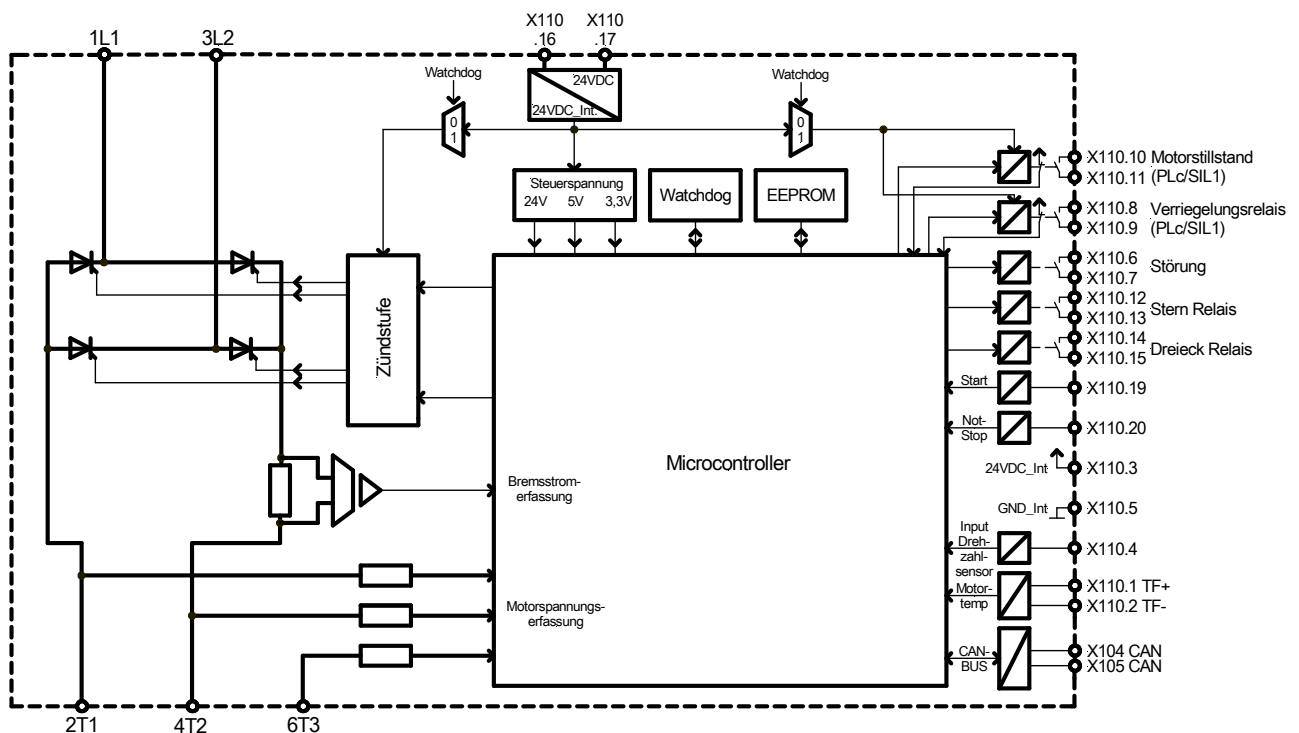 1L1
3L2
X110
.16
X110
.17
Watchdog
24VDC
24VDC_Int.
Watchdog
0
1
0
1
X110.10 Motorstillstand
X110.11 (PLc/SIL1)
Steuerspannung
24V 5V 3,3V
Watchdog
EEPROM
X110.8 Verriegelungsrelais
X110.9 (PLc/SIL1)
X110.6
X110.7
Störung
X110.12
X110.13
Stern Relais
X110.14
X110.15
Dreieck Relais
Zündstufe
Start
X110.19
Not-
Stop
X110.20
Microcontroller
24VDC_Int
X110.3
Bremsstrom-
erfassung
GND_Int
X110.5
Input
Dreh-
zahl-
sensor
X110.4
Motor-
temp
X110.1 TF+
X110.2 TF-
Motorspannungs-
erfassung
CAN-
BUS
X104 CAN
X105 CAN
2T1
4T2
6T3